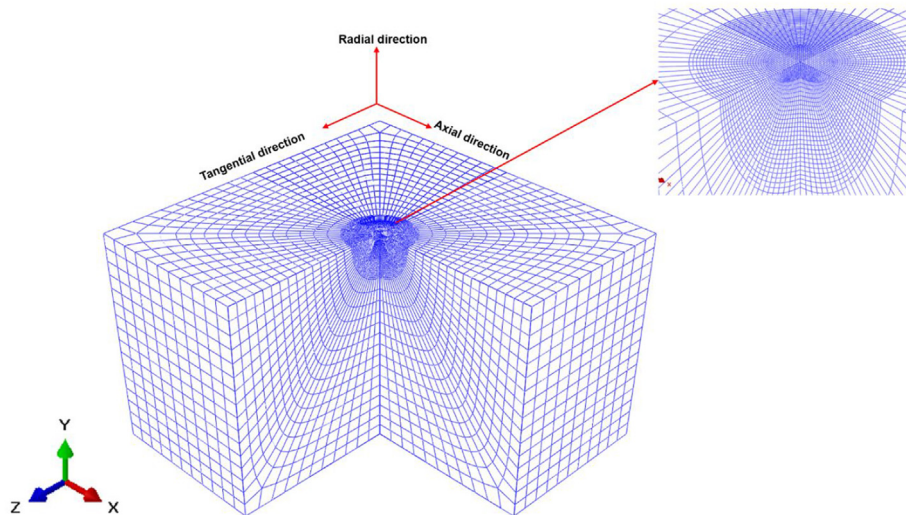 Radial direction
Tangential direction
Axial direction
x
Y
Z
X